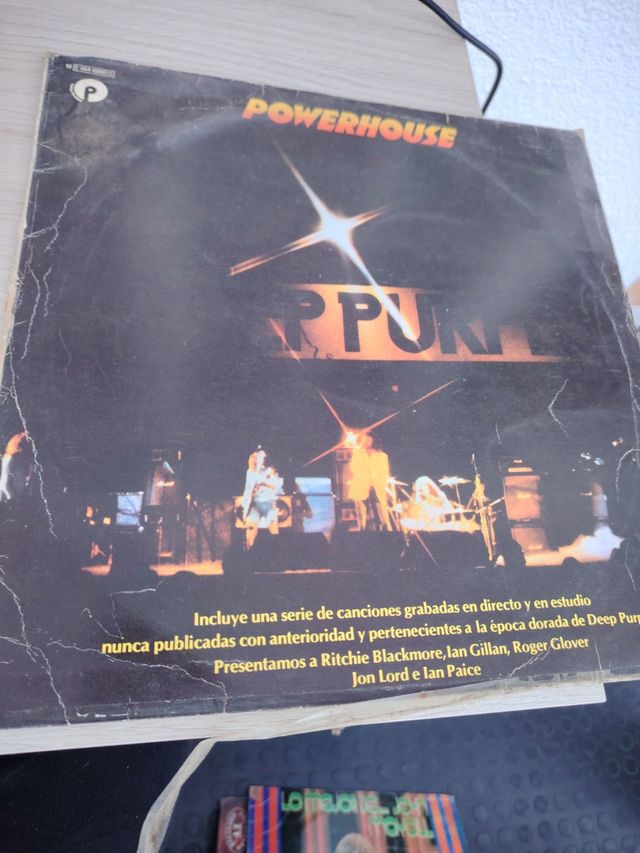 P
POWERHOUSE
P PURP
Incluye una serie de canciones grabadas en directo y en estudio
nunca publicadas con anterioridad y pertenecientes a la época dorada de Deep Purp
Presentamos a Ritchie Blackmore, Ian Gillan, Roger Glover
Jon Lord e Ian Paice